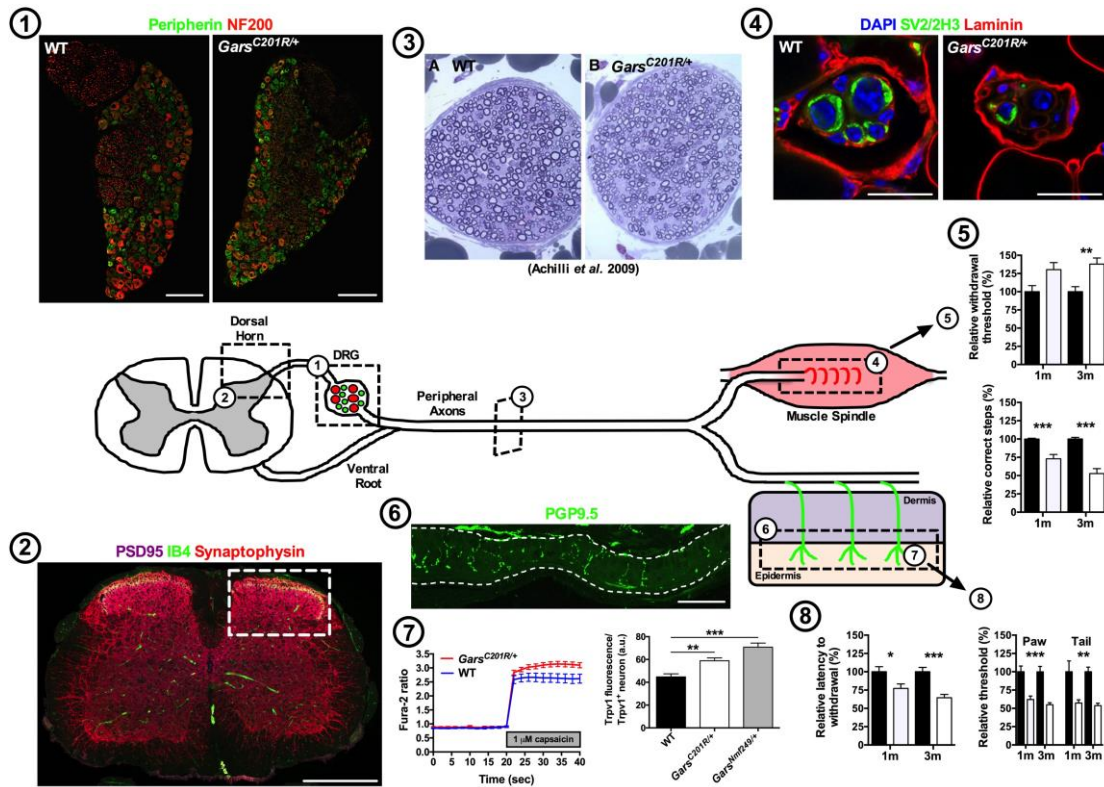 1
Peripherin NF200
WT
Gars^C201R/+
3
A WT
B Gars^C201R/+
(Achilli et al. 2009)
4
DAPI SV2/2H3 Laminin
WT
Gars^C201R/+
5
Relative withdrawal
threshold (%)
150
125
100
75
50
25
0
**
1m
3m
Relative correct steps (%)
125
100
75
50
25
0
***
***
1m
3m
Dorsal
Horn
2
1
DRG
Peripheral
Axons
3
Ventral
Root
4
Muscle Spindle
5
Dermis
6
7
Epidermis
8
2
PSD95 IB4 Synaptophysin
6
PGP9.5
7
Gars^C201R/+
WT
Fura-2 ratio
3.5
3.0
2.5
2.0
1.5
1.0
0.5
1 µM capsaicin
0 5 10 15 20 25 30 35 40
Time (sec)
Trpv1 fluorescence/
Trpv1+ neuron (a.u.)
80
60
40
20
0
***
**
WT
Gars^C201R/+
Gars^Nmf249/+
8
Relative latency to
withdrawal (%)
125
100
75
50
25
0
*
***
1m
3m
Relative threshold (%)
125
100
75
50
25
0
Paw
Tail
***
**
1m 3m
1m 3m